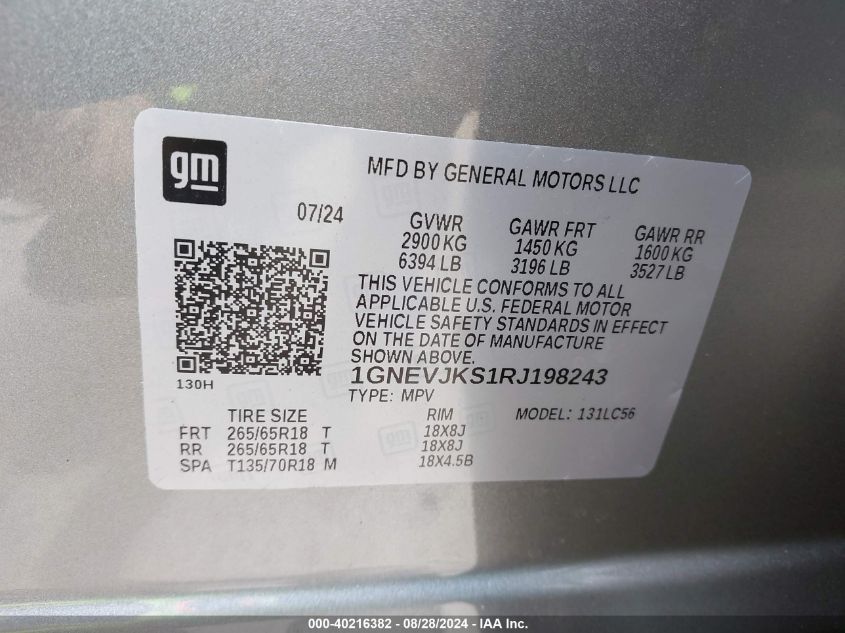 gm
MFD BY GENERAL MOTORS LLC
07/24
GVWR GAWR FRT GAWR RR
2900 KG 1450 KG 1600 KG
6394 LB 3196 LB 3527 LB
THIS VEHICLE CONFORMS TO ALL
APPLICABLE U.S. FEDERAL MOTOR
VEHICLE SAFETY STANDARDS IN EFFECT
ON THE DATE OF MANUFACTURE
SHOWN ABOVE.
130H
1GNEVJKS1RJ198243
TYPE: MPV MODEL: 131LC56
TIRE SIZE RIM
FRT 265/65R18 T 18X8J
RR 265/65R18 T 18X8J
SPA T135/70R18 M 18X4.5B
000-40216382 - 08/28/2024 - IAA Inc.